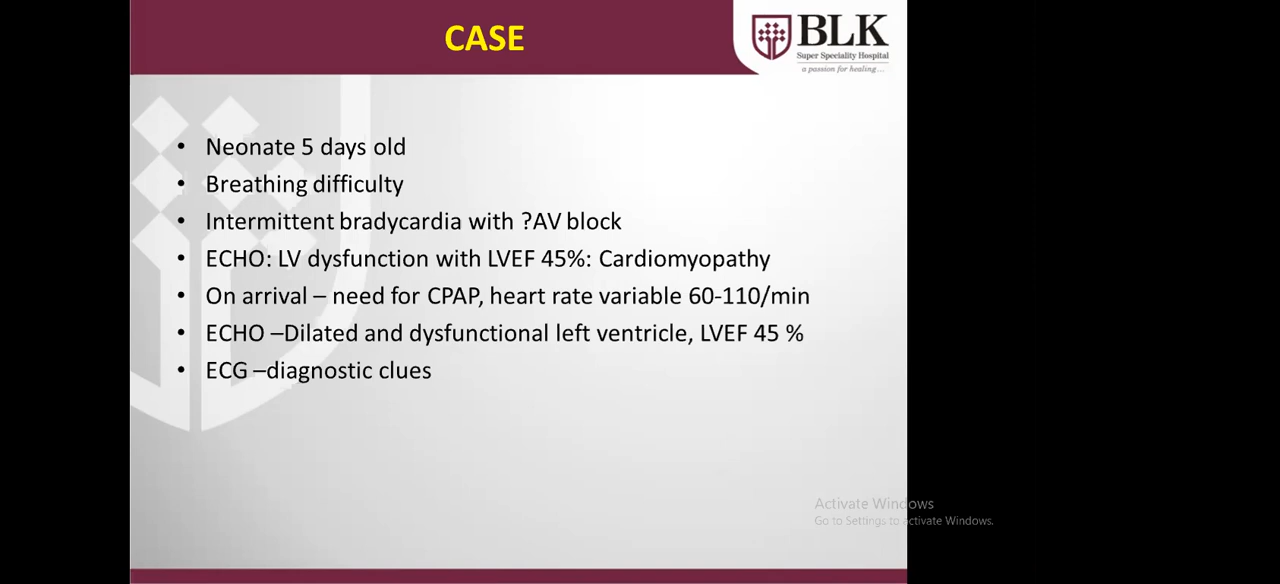 CASE
BLK
Super Speciality Hospital
a passion for healing...
• Neonate 5 days old
• Breathing difficulty
• Intermittent bradycardia with ?AV block
• ECHO: LV dysfunction with LVEF 45%: Cardiomyopathy
• On arrival – need for CPAP, heart rate variable 60-110/min
• ECHO –Dilated and dysfunctional left ventricle, LVEF 45 %
• ECG –diagnostic clues
Activate Windows
Go to Settings to activate Windows.